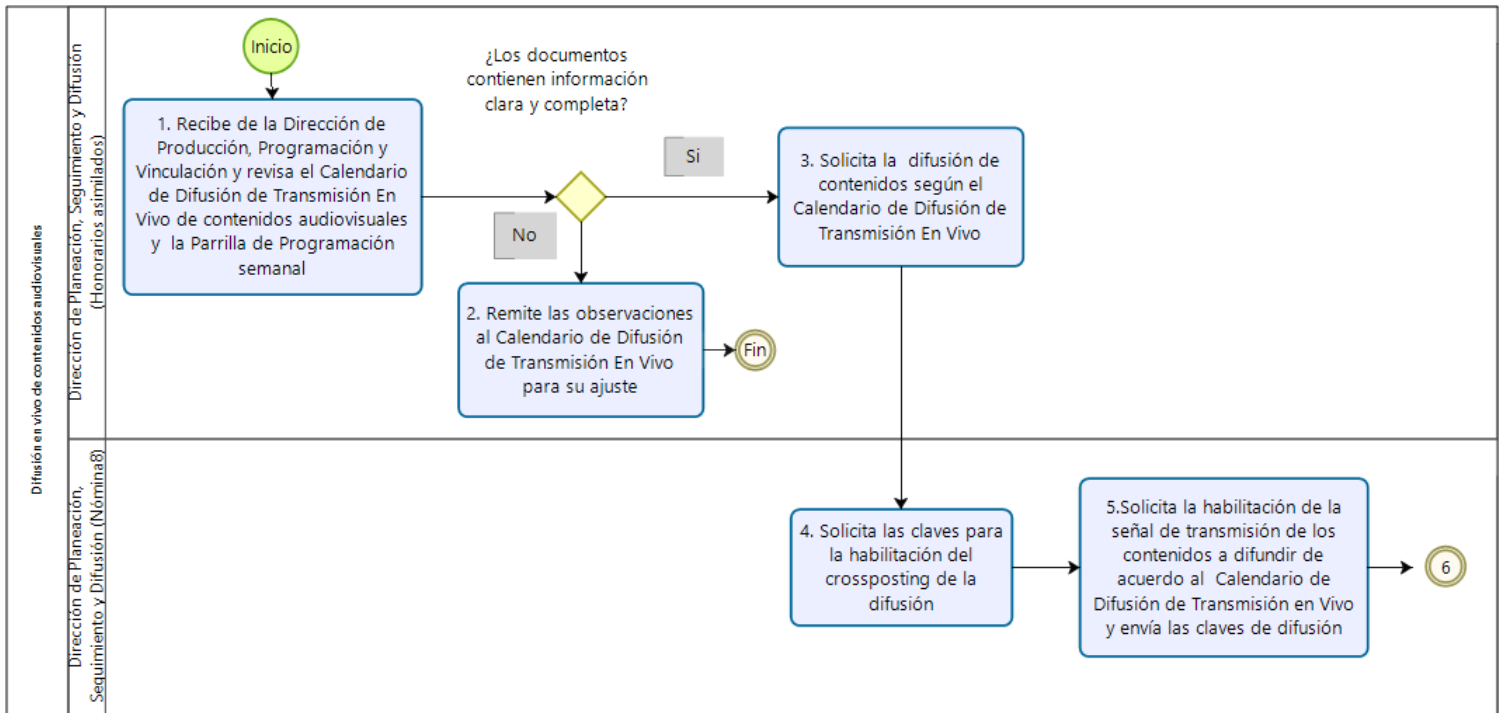 Difusión en vivo de contenidos audiovisuales
Dirección de Planeación, Seguimiento y Difusión
(Honorarios asimilados)
Inicio
1. Recibe de la Dirección de
Producción, Programación y
Vinculación y revisa el Calendario
de Difusión de Transmisión En
Vivo de contenidos audiovisuales
y la Parrilla de Programación
semanal
¿Los documentos
contienen información
clara y completa?
Si
No
2. Remite las observaciones
al Calendario de Difusión
de Transmisión En Vivo
para su ajuste
Fin
3. Solicita la difusión de
contenidos según el
Calendario de Difusión de
Transmisión En Vivo
Dirección de Planeación,
Seguimiento y Difusión (Nómina8)
4. Solicita las claves para
la habilitación del
crossposting de la
difusión
5.Solicita la habilitación de la
señal de transmisión de los
contenidos a difundir de
acuerdo al Calendario de
Difusión de Transmisión en Vivo
y envía las claves de difusión
6